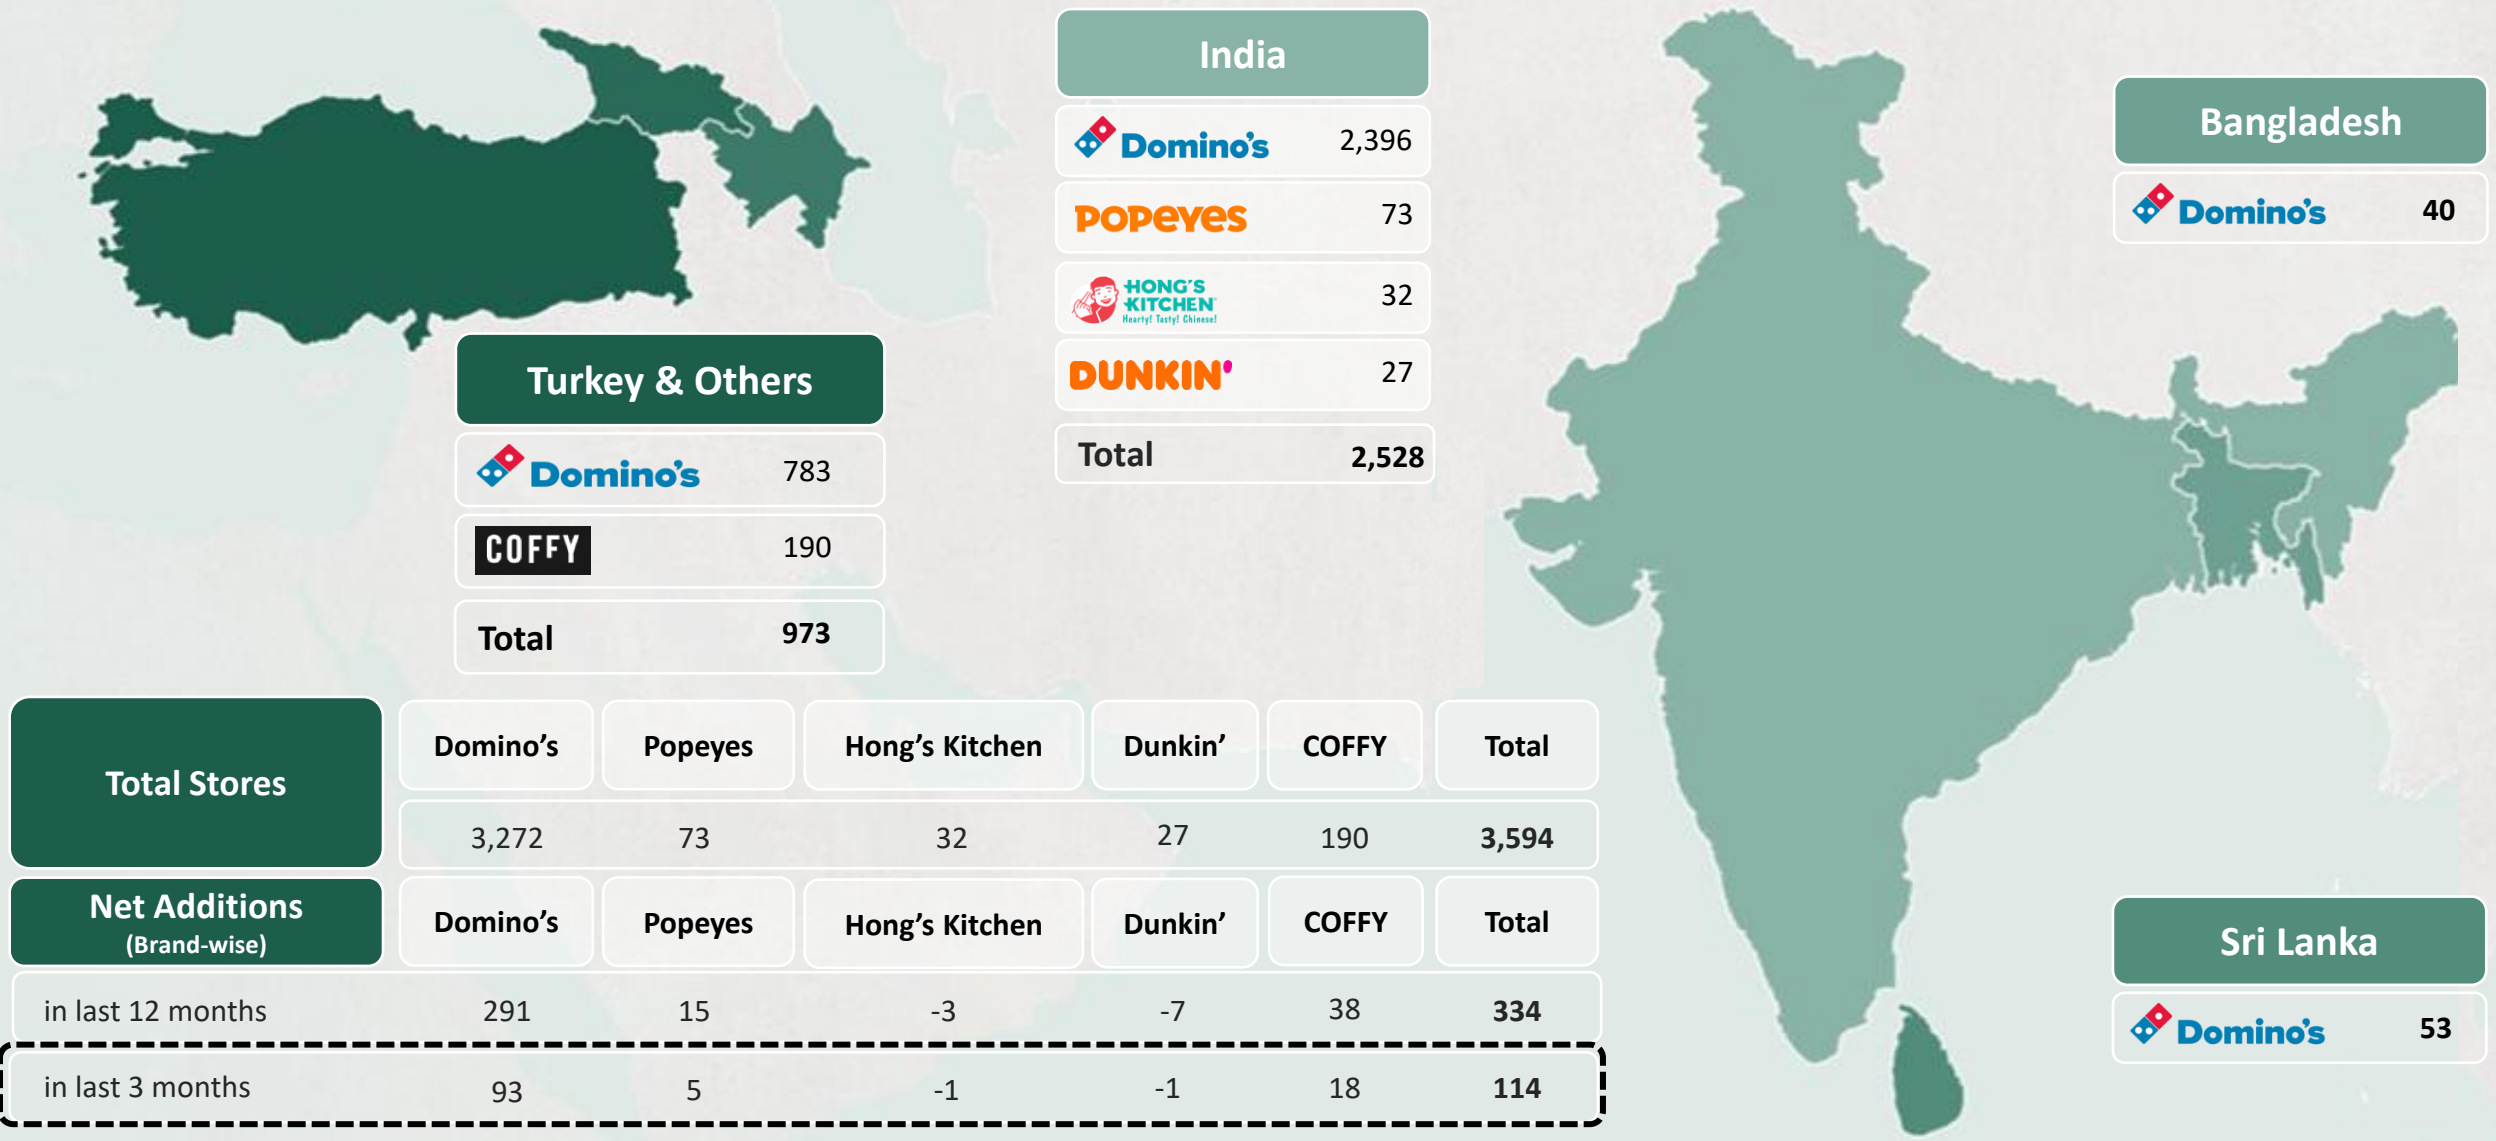 India
Domino's 2,396
POPEYES 73
HONG'S
KITCHEN
Hearty! Tasty! Chinese!
32
DUNKIN' 27
Total 2,528
Bangladesh
Domino's 40
Turkey & Others
Domino's 783
COFFY 190
Total 973
Total Stores
Domino’s Popeyes Hong’s Kitchen Dunkin’ COFFY Total
3,272 73 32 27 190 3,594
Net Additions
(Brand-wise)
Domino’s Popeyes Hong’s Kitchen Dunkin’ COFFY Total
in last 12 months 291 15 -3 -7 38 334
in last 3 months 93 5 -1 -1 18 114
Sri Lanka
Domino's 53